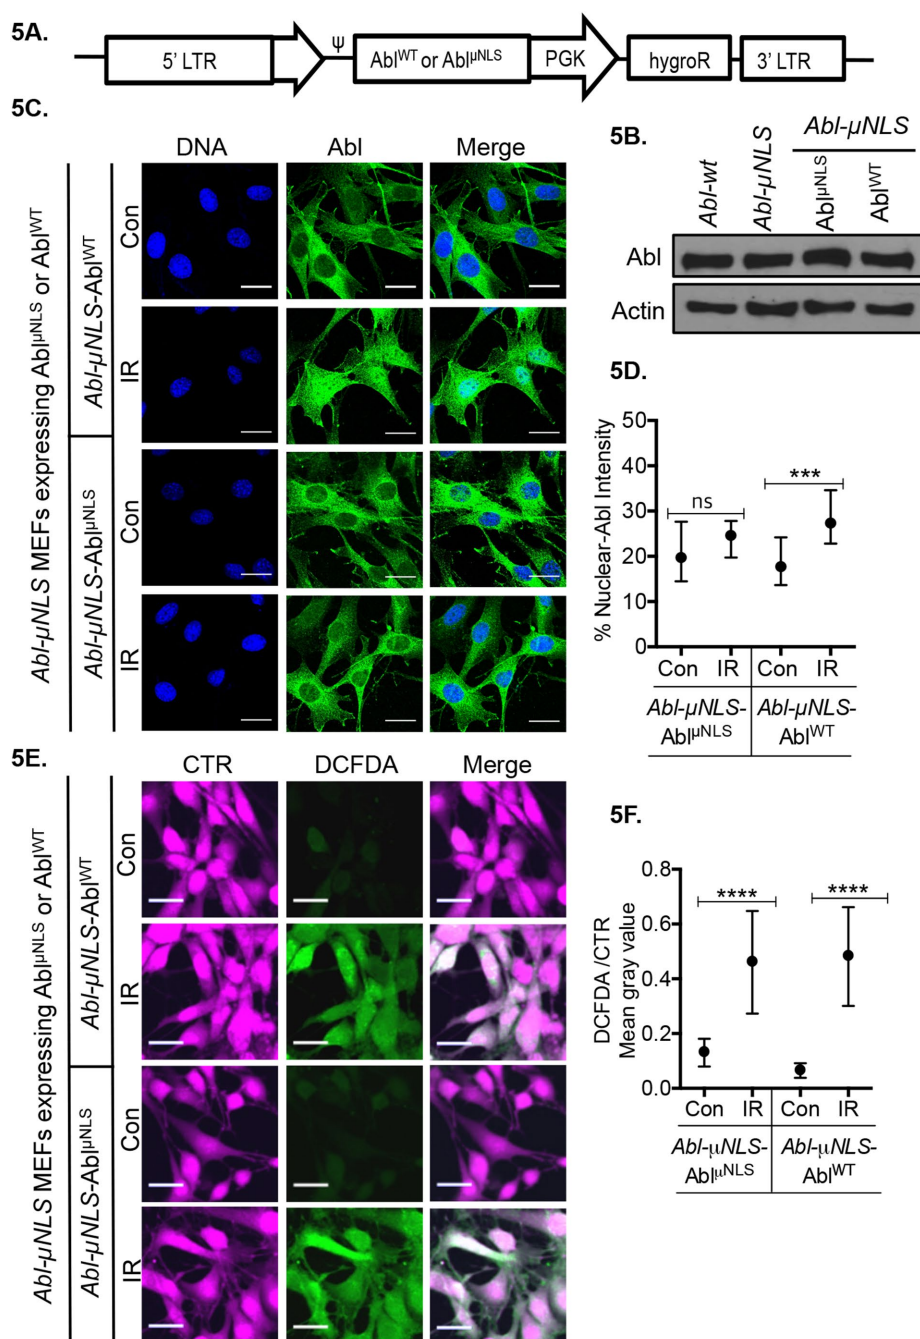 5A.
5' LTR
ψ
Abl^WT or Abl^µNLS
PGK
hygroR
3' LTR
5C.
DNA
Abl
Merge
Abl-µNLS MEFs expressing Abl^µNLS or Abl^WT
Abl-µNLS-Abl^WT
Con
IR
Abl-µNLS-Abl^µNLS
Con
IR
5B.
Abl-wt
Abl-µNLS
Abl-µNLS
Abl^µNLS
Abl^WT
Abl
Actin
5D.
% Nuclear-Abl Intensity
50
40
30
20
10
0
ns
***
Con IR Con IR
Abl-µNLS- Abl-µNLS-
Abl^µNLS Abl^WT
5E.
CTR
DCFDA
Merge
Abl-µNLS MEFs expressing Abl^µNLS or Abl^WT
Abl-µNLS-Abl^WT
Con
IR
Abl-µNLS-Abl^µNLS
Con
IR
5F.
DCFDA /CTR
Mean gray value
0.8
0.6
0.4
0.2
0.0
****
****
Con IR Con IR
Abl-µNLS- Abl-µNLS-
Abl^µNLS Abl^WT